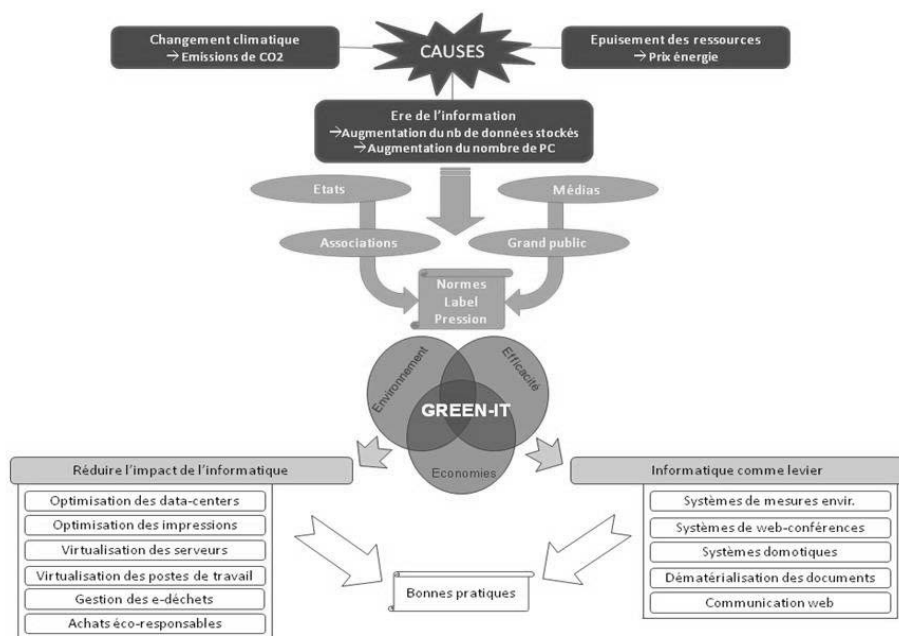 Changement climatique
→ Emissions de CO2
CAUSES
Epuisement des ressources
→ Prix énergie
Ere de l'information
→Augmentation du nb de données stockés
→Augmentation du nombre de PC
Etats
Médias
Associations
Grand public
Normes
Label
Pression
Environnement
Efficacité
GREEN-IT
Economies
Réduire l'impact de l'informatique
Optimisation des data-centers
Optimisation des impressions
Virtualisation des serveurs
Virtualisation des postes de travail
Gestion des e-déchets
Achats éco-responsables
Informatique comme levier
Systèmes de mesures envir.
Systèmes de web-conférences
Systèmes domotiques
Dématérialisation des documents
Communication web
Bonnes pratiques